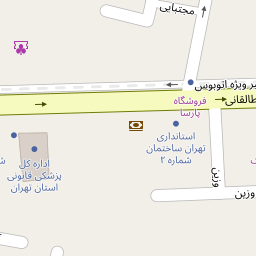 مجتبایی
یر ویژه اتوبوس
طالقانی
فروشگاه
پارسا
استانداری
تهران ساختمان
شماره ۲
اداره کل
پزشکی قانونی
استان تهران
وزین
وزین